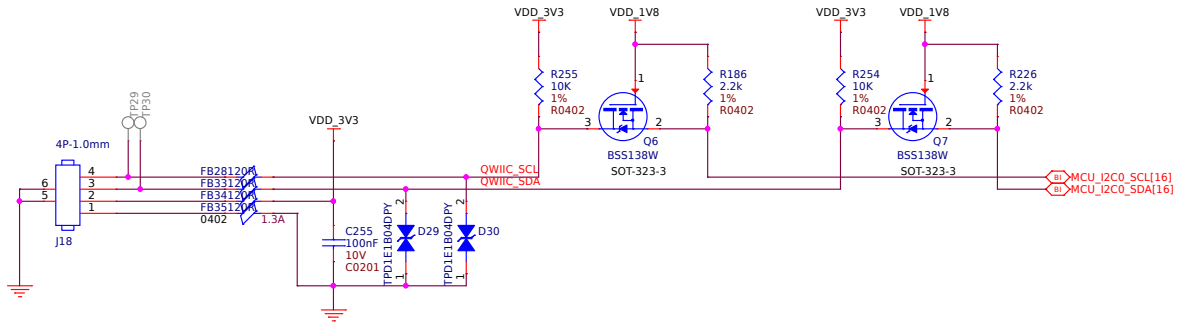 VDD_3V3
VDD_1V8
VDD_3V3
VDD_1V8
R255
10K
1%
R0402
1
R186
2.2k
1%
R0402
R254
10K
1%
R0402
1
R226
2.2k
1%
R0402
TP29
TP30
VDD_3V3
3
2
Q6
BSS138W
SOT-323-3
3
2
Q7
BSS138W
SOT-323-3
4P-1.0mm
6
5
4
3
2
1
J18
FB28120R
FB33120R
FB34120R
FB35120R
0402
1.3A
QWIIC_SCL
QWIIC_SDA
BI
MCU_I2C0_SCL[16]
BI
MCU_I2C0_SDA[16]
C255
100nF
10V
C0201
TPD1E1B04DPY
2
1
D29
TPD1E1B04DPY
2
1
D30